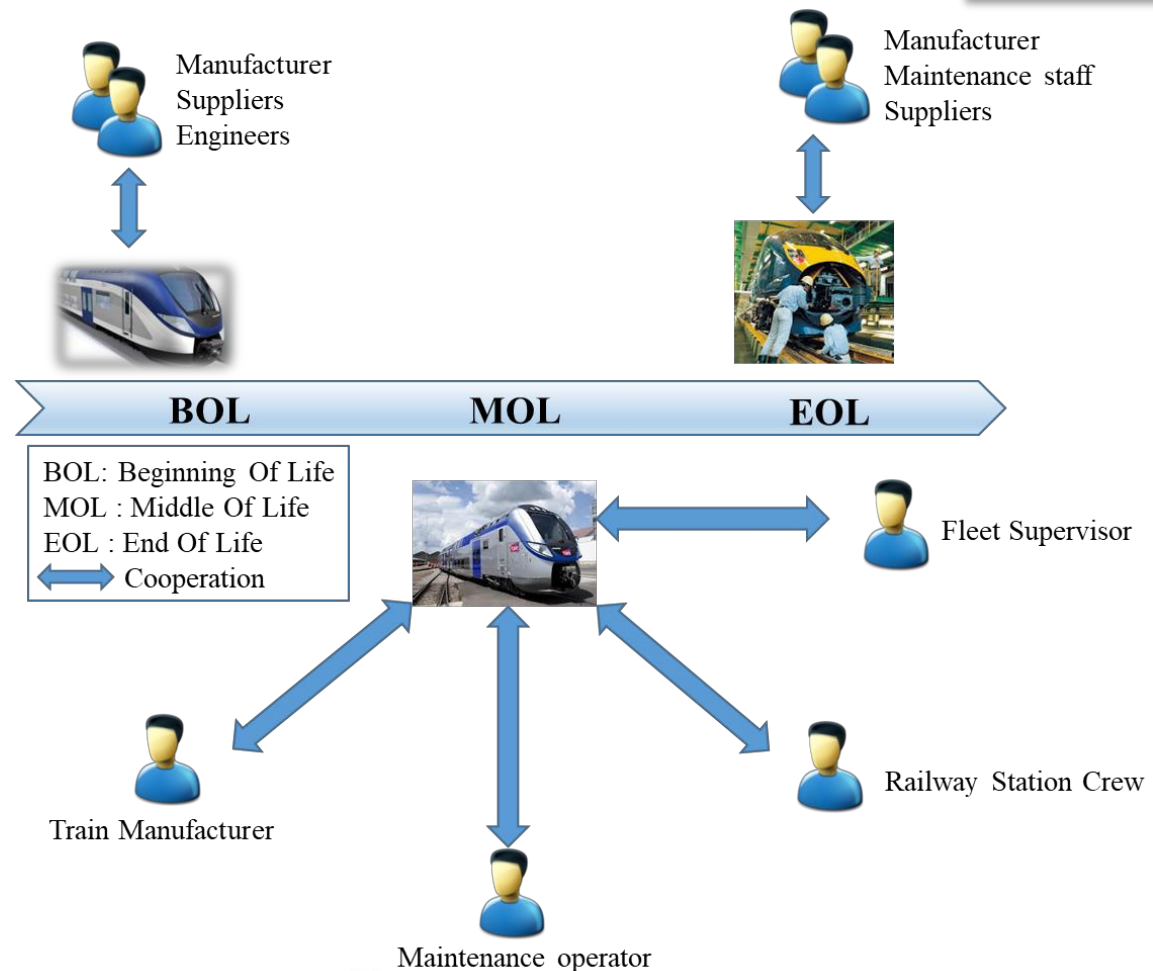 Manufacturer
Suppliers
Engineers
Manufacturer
Maintenance staff
Suppliers
BOL
MOL
EOL
BOL: Beginning Of Life
MOL : Middle Of Life
EOL : End Of Life
Cooperation
Fleet Supervisor
Train Manufacturer
Railway Station Crew
Maintenance operator